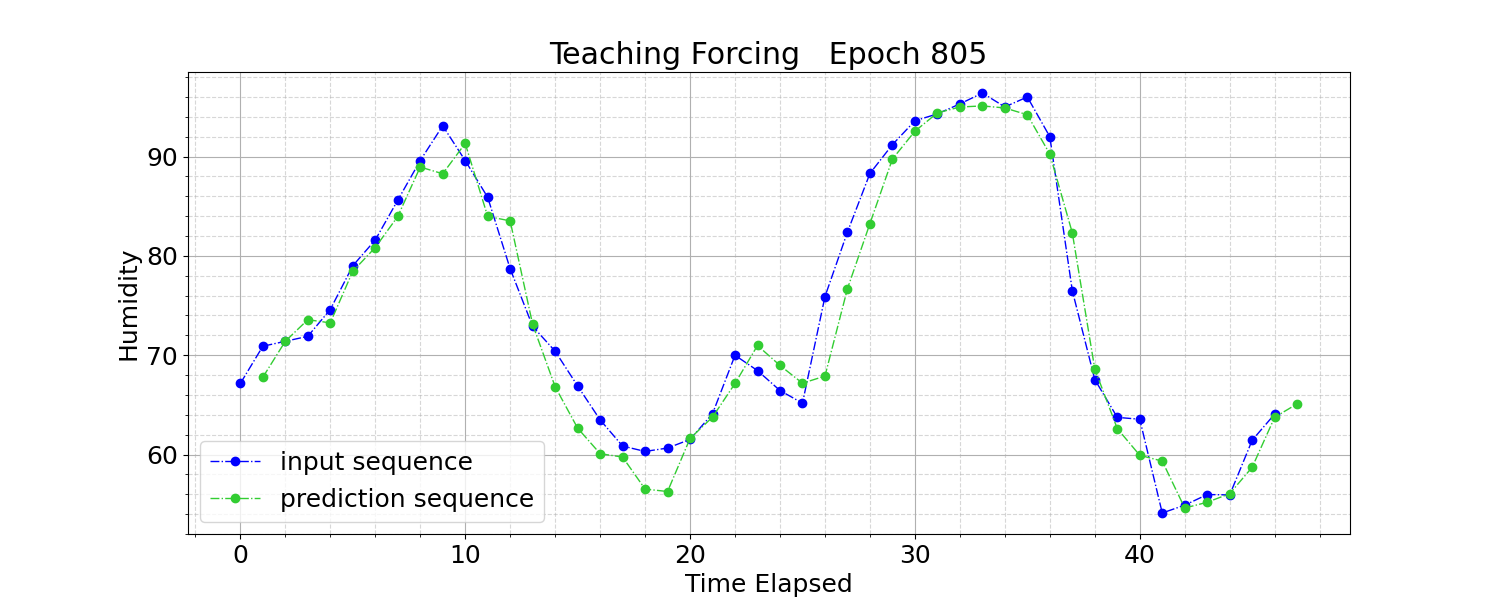 Teaching Forcing   Epoch 805
Humidity
90
80
70
60
input sequence
prediction sequence
0 10 20 30 40
Time Elapsed